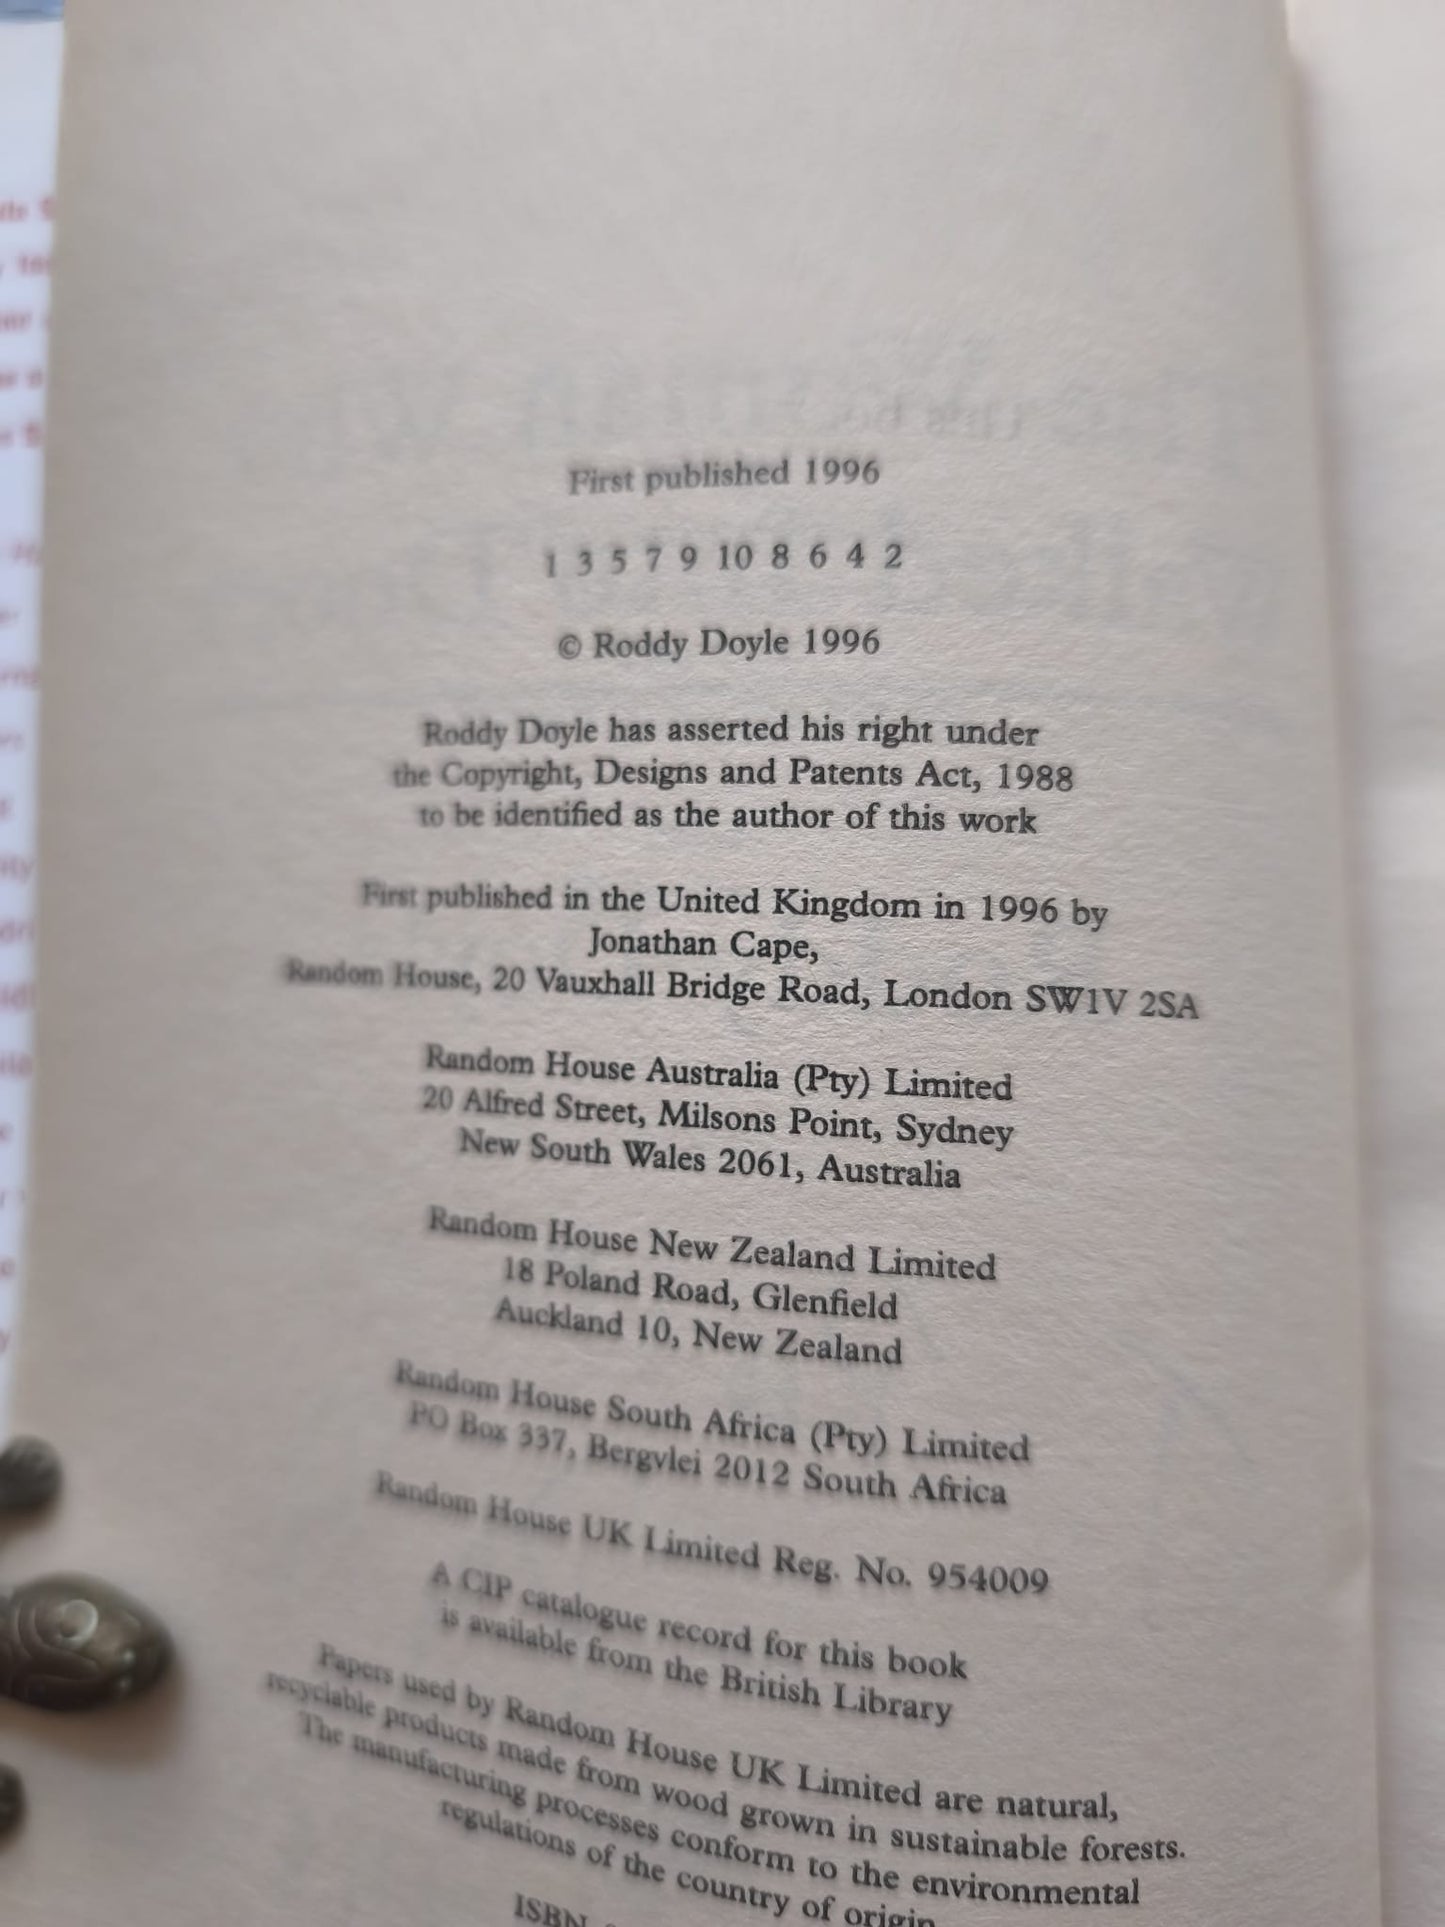 First published 1996
1 3 5 7 9 10 8 6 4 2
© Roddy Doyle 1996
Roddy Doyle has asserted his right under
the Copyright, Designs and Patents Act, 1988
to be identified as the author of this work
First published in the United Kingdom in 1996 by
Jonathan Cape,
Random House, 20 Vauxhall Bridge Road, London SW1V 2SA
Random House Australia (Pty) Limited
20 Alfred Street, Milsons Point, Sydney
New South Wales 2061, Australia
Random House New Zealand Limited
18 Poland Road, Glenfield
Auckland 10, New Zealand
Random House South Africa (Pty) Limited
PO Box 337, Bergvlei 2012 South Africa
Random House UK Limited Reg. No. 954009
A CIP catalogue record for this book
is available from the British Library
Papers used by Random House UK Limited are natural,
recyclable products made from wood grown in sustainable forests.
The manufacturing processes conform to the environmental
regulations of the country of origin
ISBN